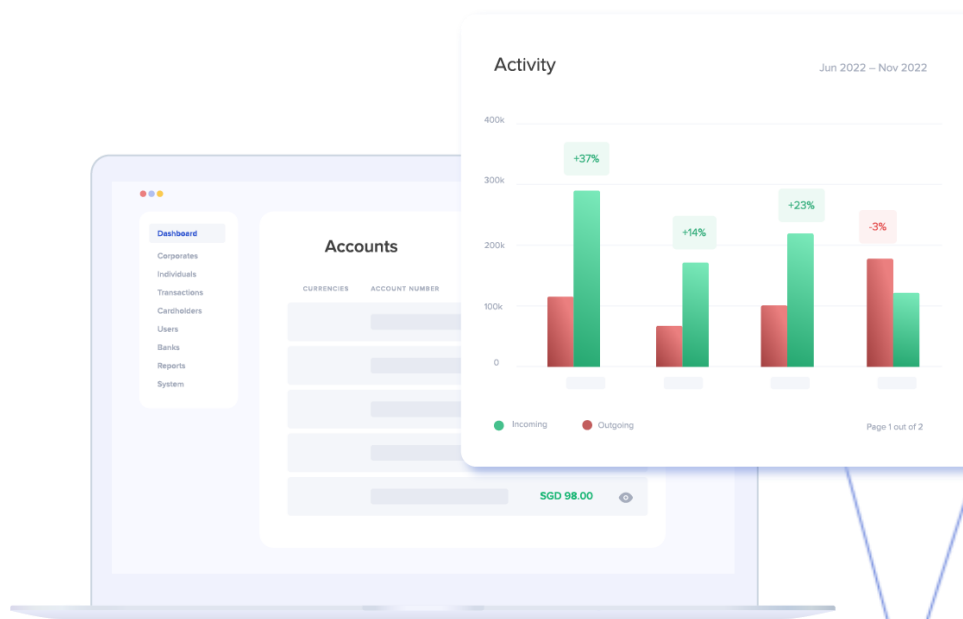 Activity
Jun 2022 – Nov 2022
400k
+37%
300k
+23%
+14%
-3%
200k
100k
0
Incoming
Outgoing
Page 1 out of 2
Dashboard
Corporates
Individuals
Transactions
Cardholders
Users
Banks
Reports
System
Accounts
CURRENCIES
ACCOUNT NUMBER
SGD 98.00